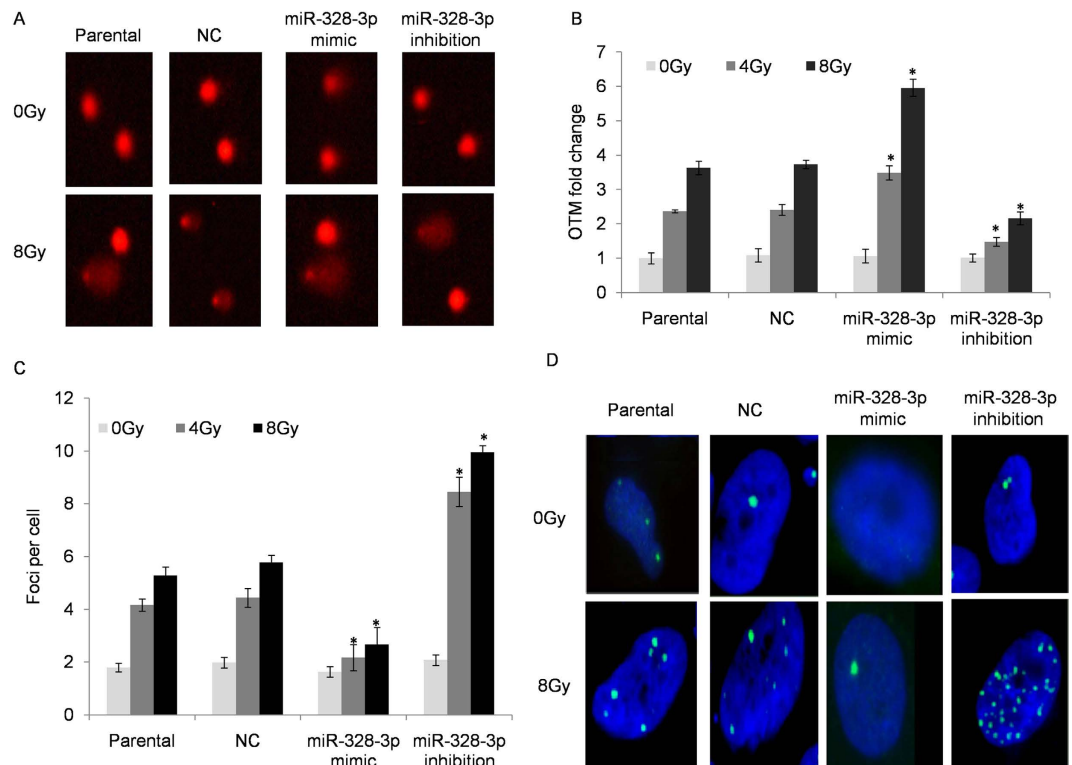 A
Parental
NC
miR-328-3p
mimic
miR-328-3p
inhibition
0Gy
8Gy
B
OTM fold change
7
6
5
4
3
2
1
0
0Gy 4Gy 8Gy
*
*
*
*
Parental
NC
miR-328-3p
mimic
miR-328-3p
inhibition
C
Foci per cell
12
10
8
6
4
2
0
0Gy 4Gy 8Gy
*
*
*
*
Parental
NC
miR-328-3p
mimic
miR-328-3p
inhibition
D
Parental
NC
miR-328-3p
mimic
miR-328-3p
inhibition
0Gy
8Gy